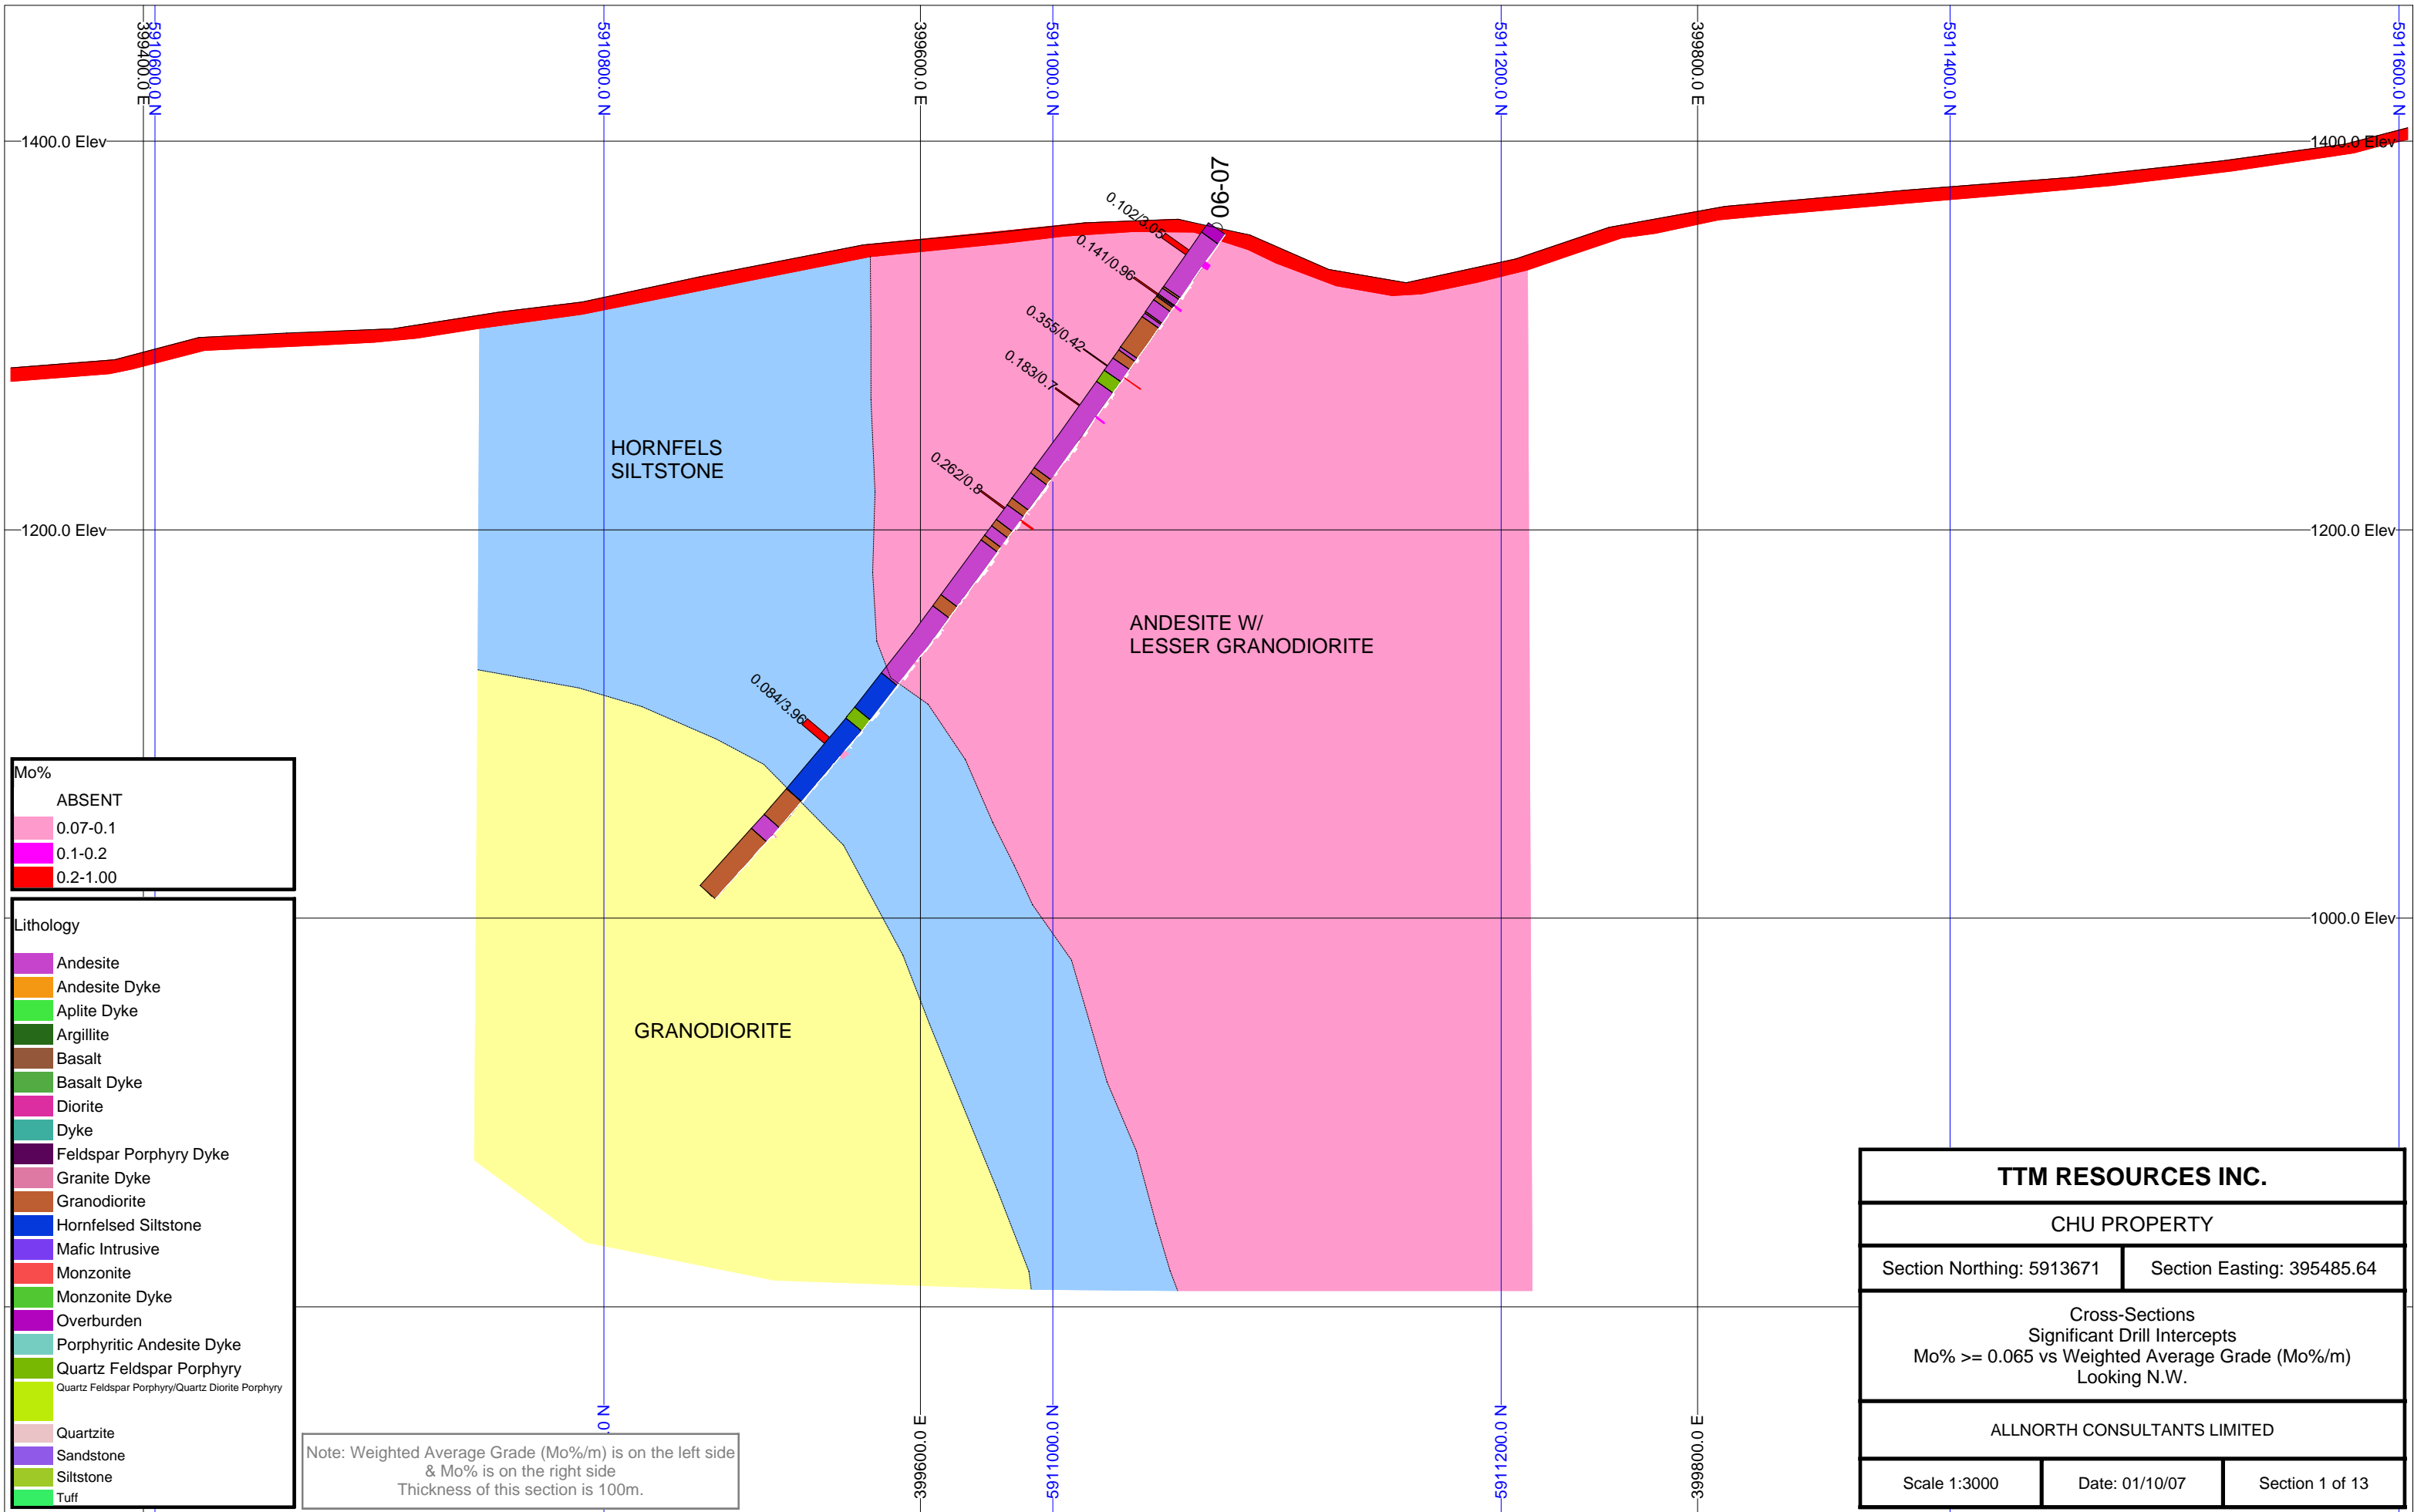 399400.0 E
5910600.0 N
5910800.0 N
399600.0 E
5911000.0 N
5911200.0 N
399800.0 E
5911400.0 N
5911600.0 N
1400.0 Elev
1400.0 Elev
06-07
0.102/3.05
0.141/0.96
0.355/0.42
0.183/0.7
HORNFELS
SILTSTONE
0.262/0.8
1200.0 Elev
1200.0 Elev
ANDESITE W/
LESSER GRANODIORITE
0.084/3.96
Mo%
ABSENT
0.07-0.1
0.1-0.2
0.2-1.00
1000.0 Elev
Lithology
Andesite
Andesite Dyke
Aplite Dyke
Argillite
Basalt
Basalt Dyke
Diorite
Dyke
Feldspar Porphyry Dyke
Granite Dyke
Granodiorite
Hornfelsed Siltstone
Mafic Intrusive
Monzonite
Monzonite Dyke
Overburden
Porphyritic Andesite Dyke
Quartz Feldspar Porphyry
Quartz Feldspar Porphyry/Quartz Diorite Porphyry
Quartzite
Sandstone
Siltstone
Tuff
GRANODIORITE
.0 N
399600.0 E
5911000.0 N
5911200.0 N
399800.0 E
Note: Weighted Average Grade (Mo%/m) is on the left side
& Mo% is on the right side
Thickness of this section is 100m.
TTM RESOURCES INC.
CHU PROPERTY
Section Northing: 5913671
Section Easting: 395485.64
Cross-Sections
Significant Drill Intercepts
Mo% >= 0.065 vs Weighted Average Grade (Mo%/m)
Looking N.W.
ALLNORTH CONSULTANTS LIMITED
Scale 1:3000
Date: 01/10/07
Section 1 of 13